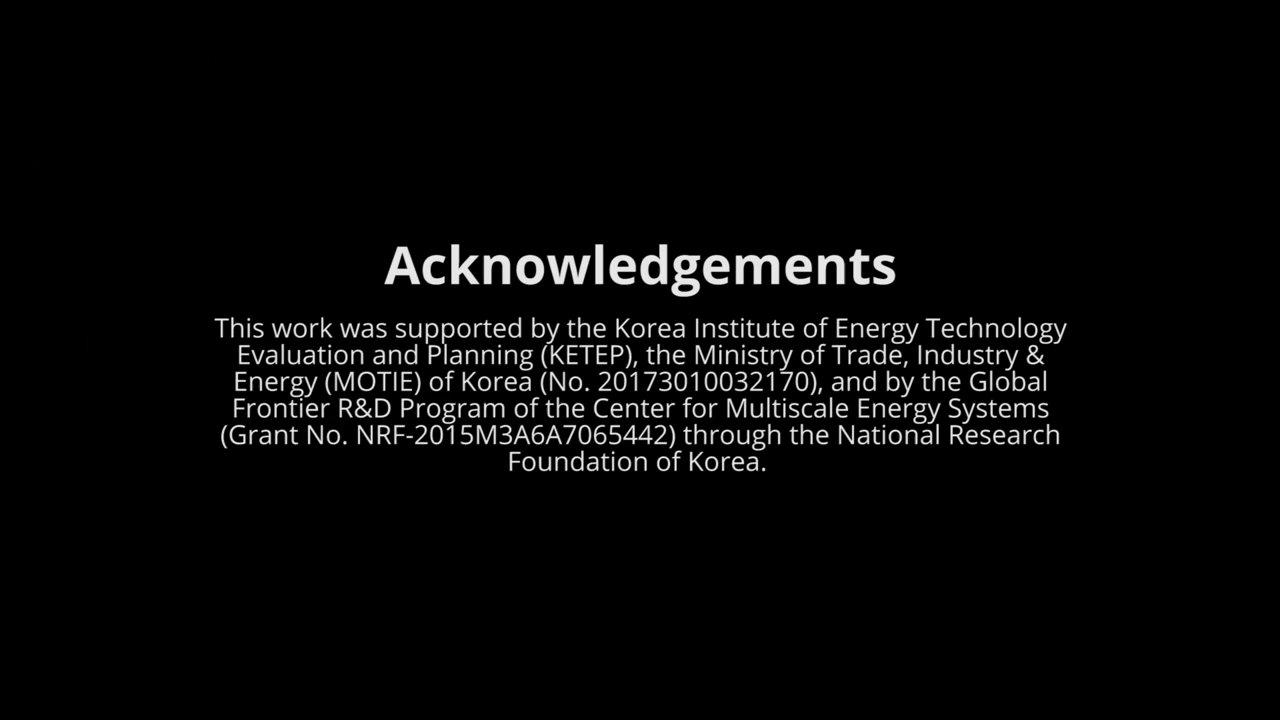 Acknowledgements
This work was supported by the Korea Institute of Energy Technology
Evaluation and Planning (KETEP), the Ministry of Trade, Industry &
Energy (MOTIE) of Korea (No. 20173010032170), and by the Global
Frontier R&D Program of the Center for Multiscale Energy Systems
(Grant No. NRF-2015M3A6A7065442) through the National Research
Foundation of Korea.